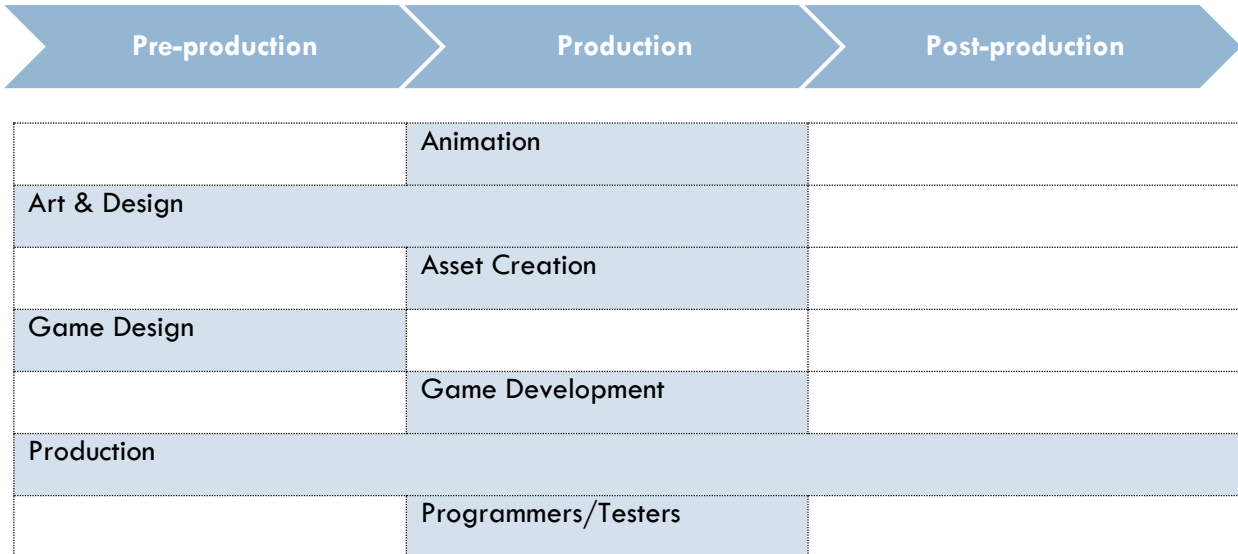 Pre-production Production Post-production
Animation
Art & Design
Asset Creation
Game Design
Game Development
Production
Programmers/Testers